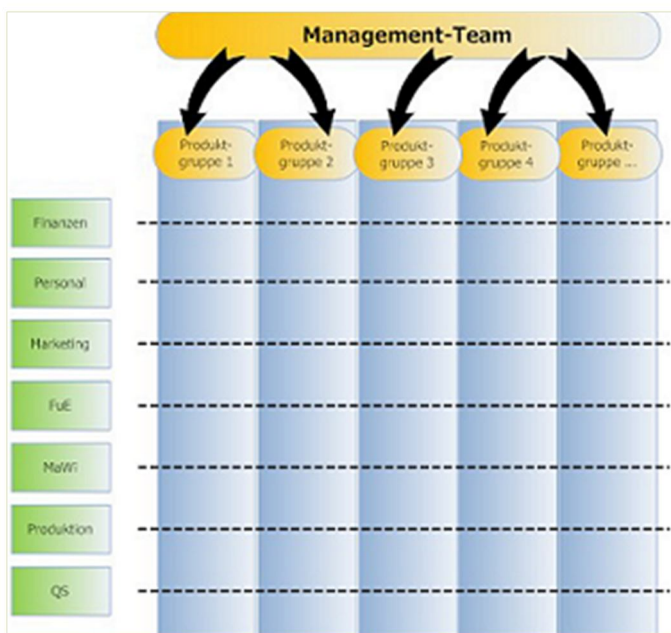 Management-Team
Produkt-
gruppe 1
Produkt-
gruppe 2
Produkt-
gruppe 3
Produkt-
gruppe 4
Produkt-
gruppe ...
Finanzen
Personal
Marketing
FuE
MaWi
Produktion
QS